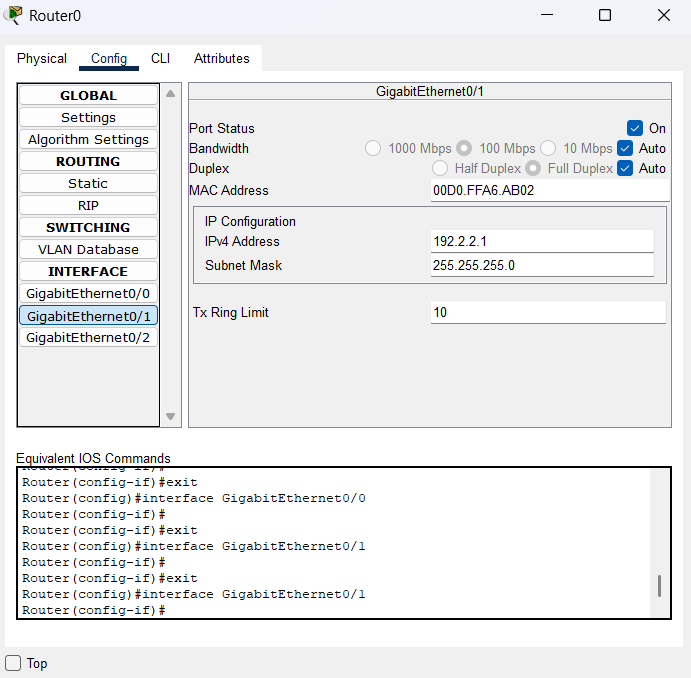 Router0
Physical Config CLI Attributes
GLOBAL
Settings
Algorithm Settings
ROUTING
Static
RIP
SWITCHING
VLAN Database
INTERFACE
GigabitEthernet0/0
GigabitEthernet0/1
GigabitEthernet0/2
GigabitEthernet0/1
Port Status On
Bandwidth 1000 Mbps 100 Mbps 10 Mbps Auto
Duplex Half Duplex Full Duplex Auto
MAC Address 00D0.FFA6.AB02
IP Configuration
IPv4 Address 192.2.2.1
Subnet Mask 255.255.255.0
Tx Ring Limit 10
Equivalent IOS Commands
Router(config-if)#
Router(config-if)#exit
Router(config)#interface GigabitEthernet0/0
Router(config-if)#
Router(config-if)#exit
Router(config)#interface GigabitEthernet0/1
Router(config-if)#
Router(config-if)#exit
Router(config)#interface GigabitEthernet0/1
Router(config-if)#
Top